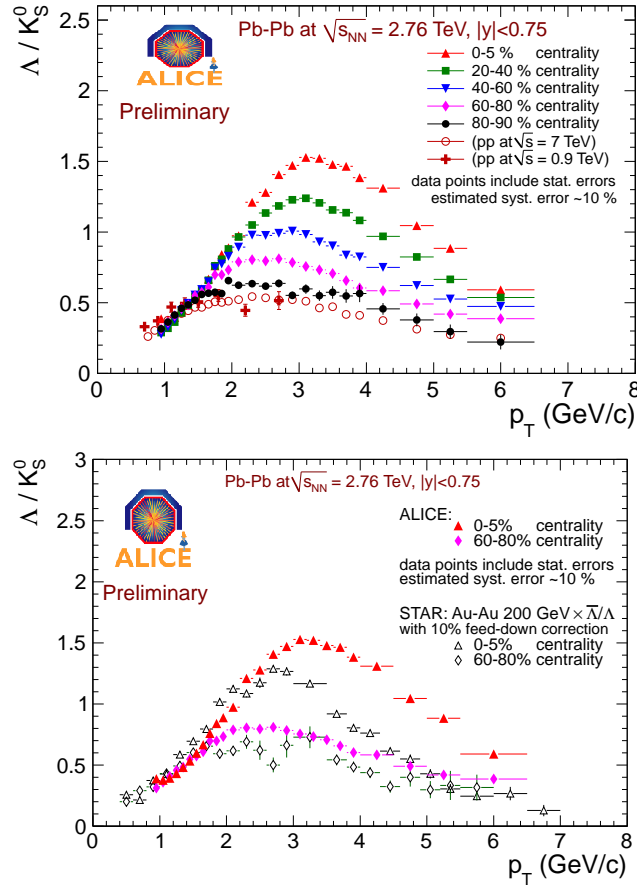 Λ / K⁰_S
Pb-Pb at √s_NN = 2.76 TeV, |y|<0.75
0-5 % centrality
20-40 % centrality
40-60 % centrality
60-80 % centrality
80-90 % centrality
(pp at √s = 7 TeV)
(pp at √s = 0.9 TeV)
data points include stat. errors
estimated syst. error ~10 %
ALICE
Preliminary
2.5
2
1.5
1
0.5
0
0 1 2 3 4 5 6 7 8
p_T (GeV/c)
Λ / K⁰_S
Pb-Pb at √s_NN = 2.76 TeV, |y|<0.75
ALICE
Preliminary
ALICE:
0-5% centrality
60-80% centrality
data points include stat. errors
estimated syst. error ~10 %
STAR: Au-Au 200 GeV × Λ̅/Λ
with 10% feed-down correction
0-5% centrality
60-80% centrality
3
2.5
2
1.5
1
0.5
0
0 1 2 3 4 5 6 7 8
p_T (GeV/c)